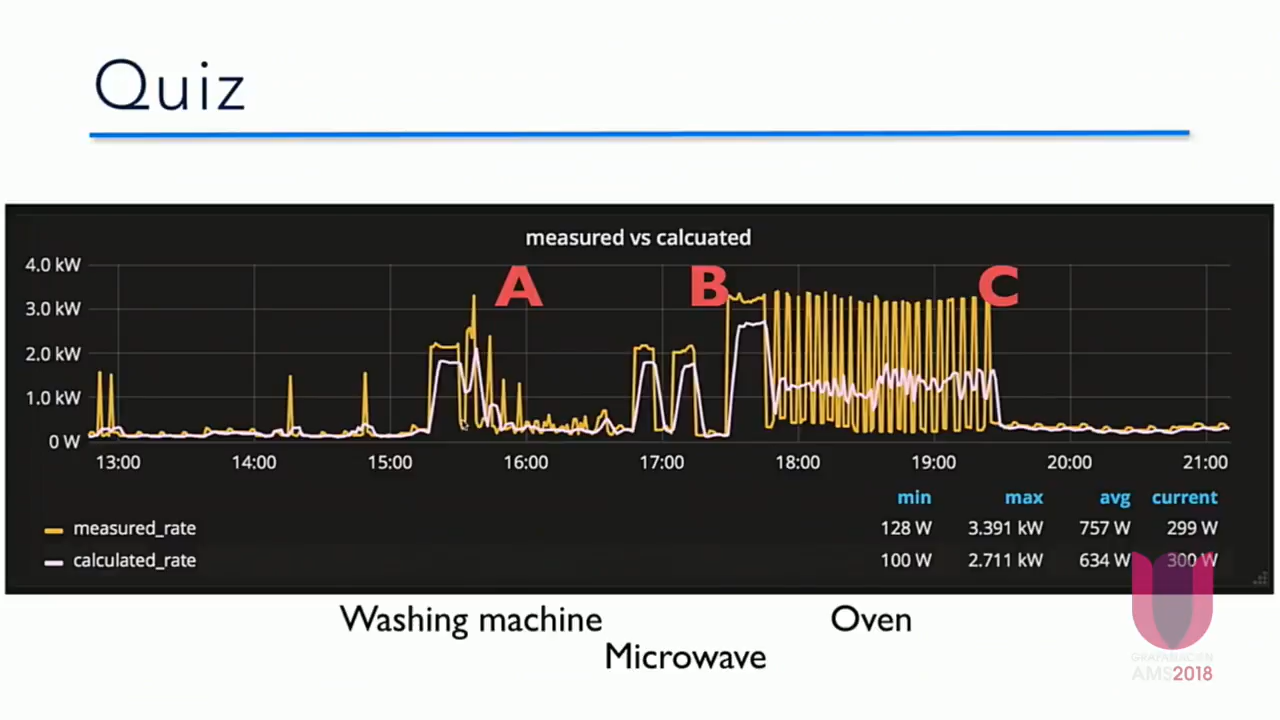 Quiz
measured vs calcuated
A B C
4.0 kW
3.0 kW
2.0 kW
1.0 kW
0 W
13:00 14:00 15:00 16:00 17:00 18:00 19:00 20:00 21:00
min max avg current
measured_rate 128 W 3.391 kW 757 W 299 W
calculated_rate 100 W 2.711 kW 634 W 300 W
Washing machine Oven
Microwave
AMS2018